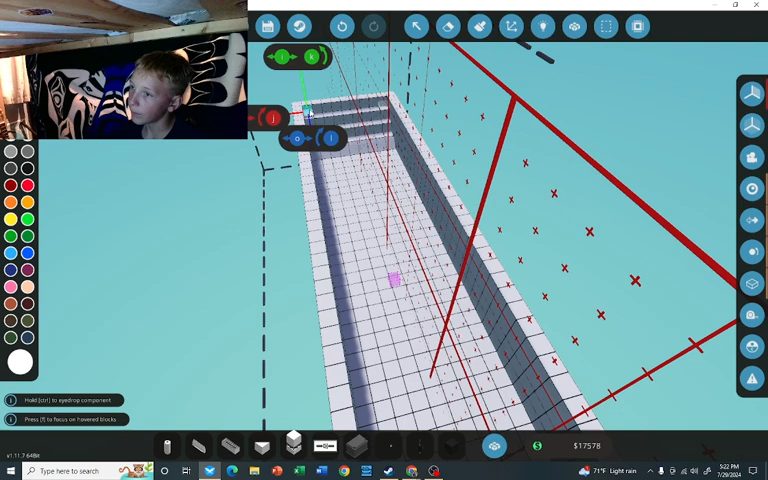 i k
j
o l
Hold [ctrl] to eyedrop component
Press [f] to focus on hovered blocks
$ $17578
v1.11.7 64Bit
Type here to search
71°F Light rain
5:22 PM
7/29/2024